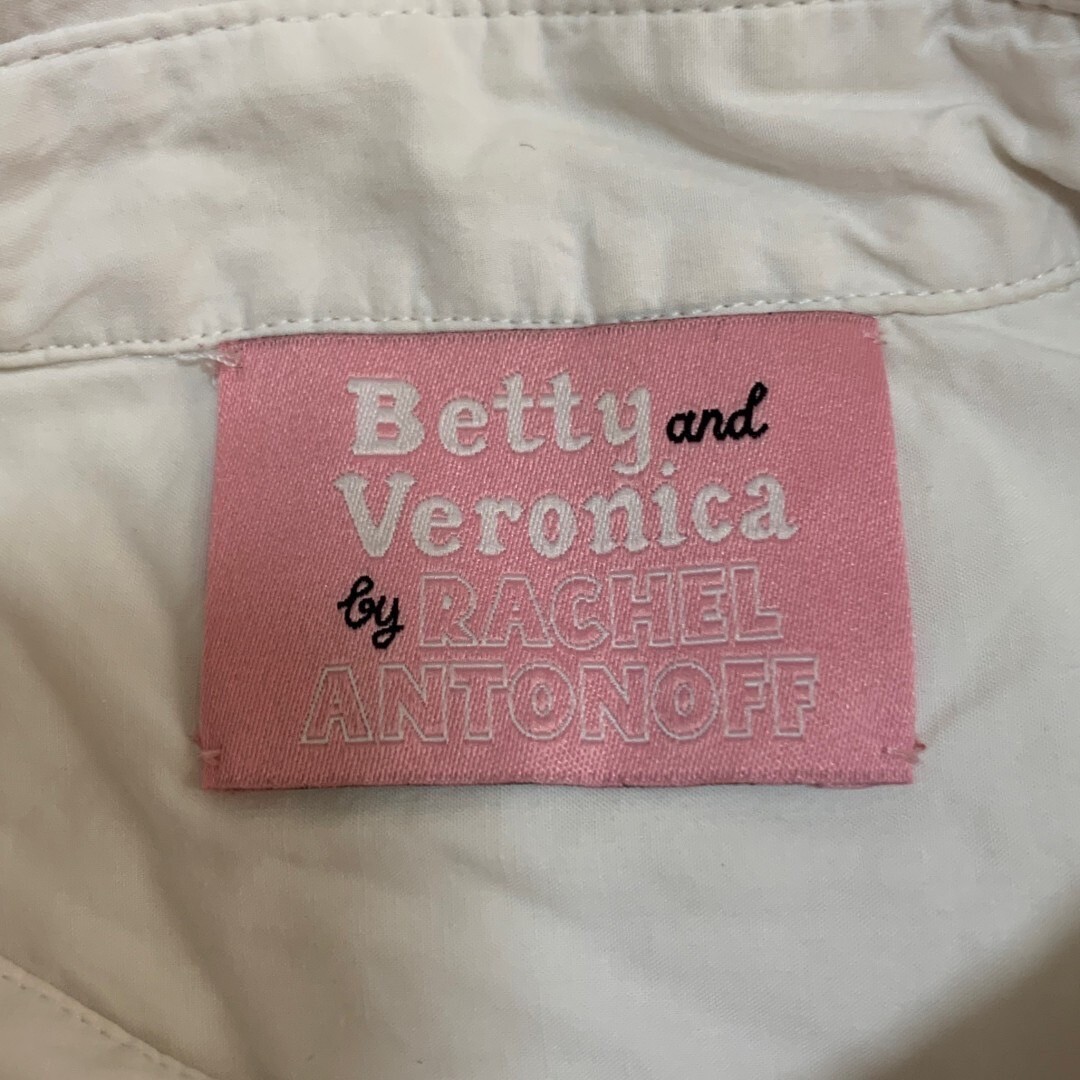 Betty and
Veronica
by RACHEL
ANTONOFF